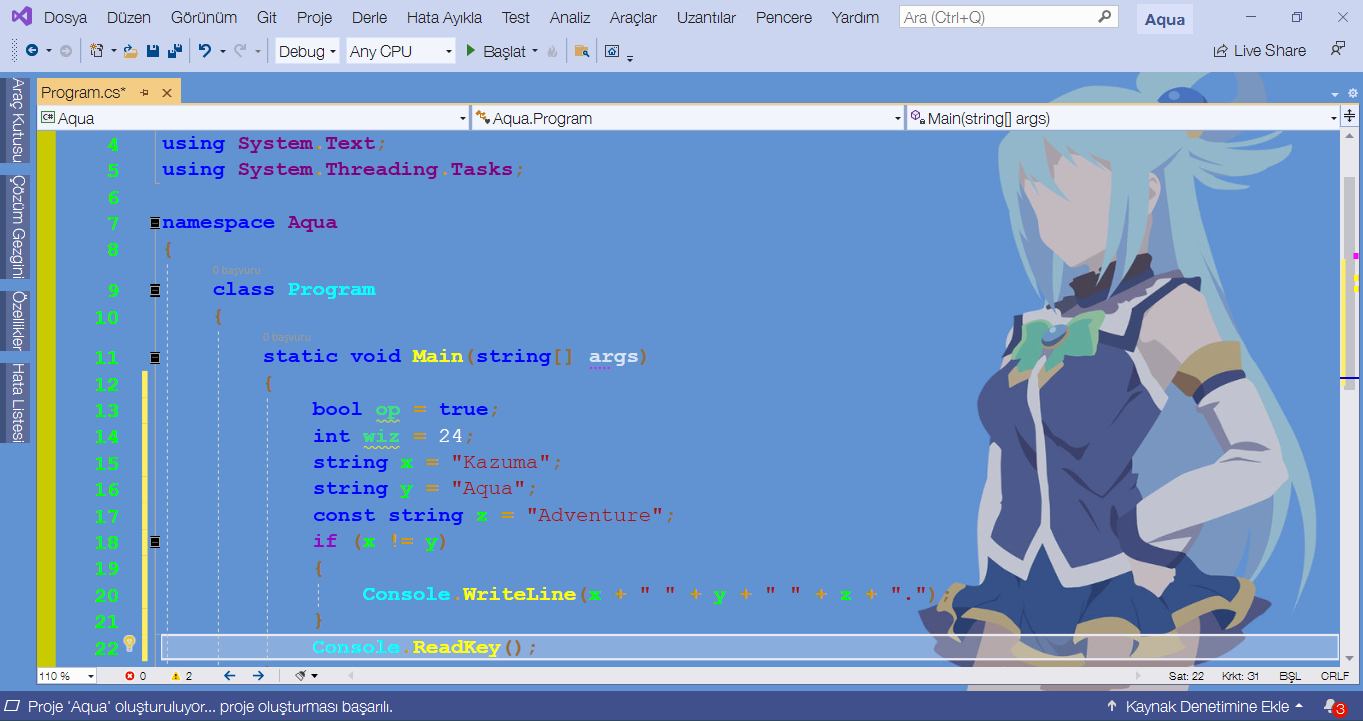 Dosya Düzen Görünüm Git Proje Derle Hata Ayıkla Test Analiz Araçlar Uzantılar Pencere Yardım Ara (Ctrl+Q) Aqua
Debug Any CPU Başlat Live Share
Araç Kutusu
Çözüm Gezgini
Özellikler
Hata Listesi
Program.cs*
C# Aqua Aqua.Program Main(string[] args)
4 using System.Text;
5 using System.Threading.Tasks;
6
7 namespace Aqua
8 {
0 başvuru
9 class Program
10 {
0 başvuru
11 static void Main(string[] args)
12 {
13 bool op = true;
14 int wiz = 24;
15 string x = "Kazuma";
16 string y = "Aqua";
17 const string z = "Adventure";
18 if (x != y)
19 {
20 Console.WriteLine(x + " " + y + " " + z + ".");
21 }
22 Console.ReadKey();
110 % 0 2 Sat: 22 Krkt: 31 BŞL CRLF
Proje 'Aqua' oluşturuluyor... proje oluşturması başarılı. Kaynak Denetimine Ekle 3